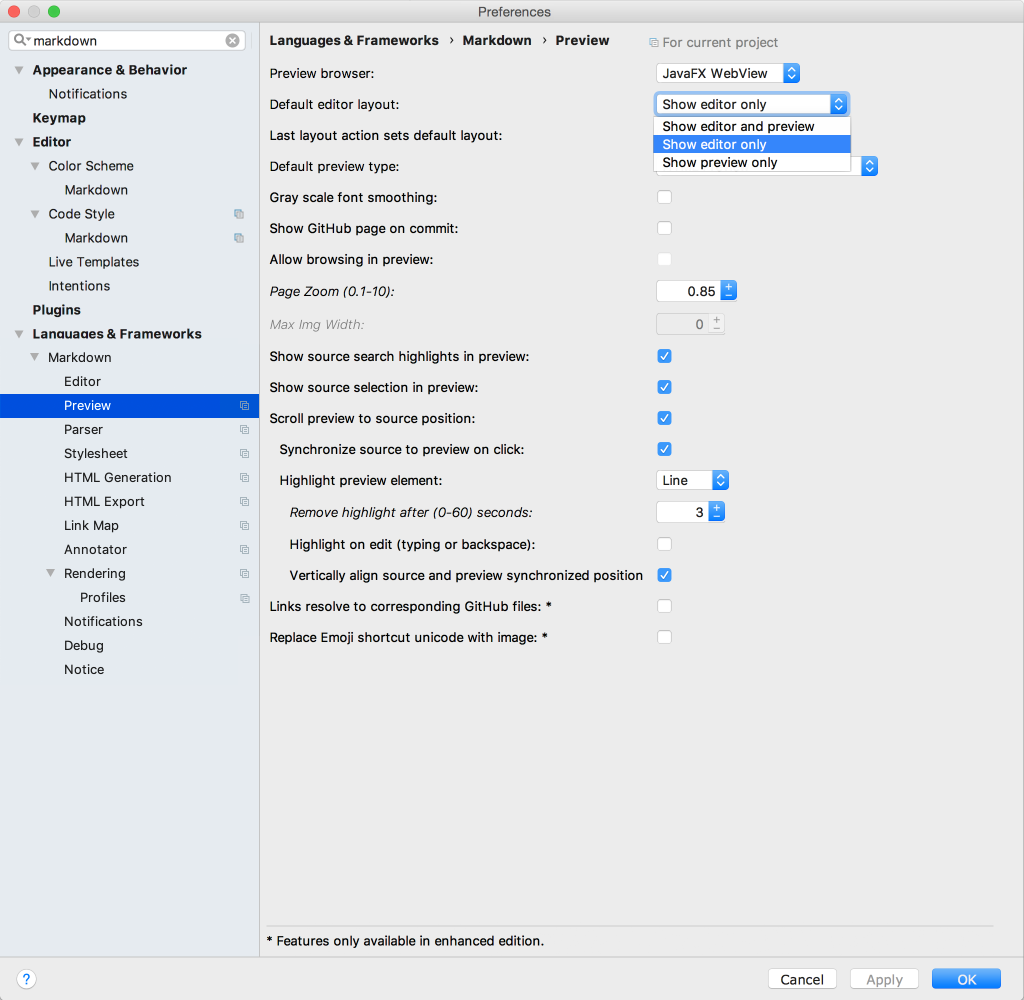 Preferences
markdown
Appearance & Behavior
Notifications
Keymap
Editor
Color Scheme
Markdown
Code Style
Markdown
Live Templates
Intentions
Plugins
Languages & Frameworks
Markdown
Editor
Preview
Parser
Stylesheet
HTML Generation
HTML Export
Link Map
Annotator
Rendering
Profiles
Notifications
Debug
Notice
Languages & Frameworks › Markdown › Preview
For current project
Preview browser: JavaFX WebView
Default editor layout: Show editor only
Show editor and preview
Show editor only
Show preview only
Last layout action sets default layout:
Default preview type:
Gray scale font smoothing:
Show GitHub page on commit:
Allow browsing in preview:
Page Zoom (0.1-10): 0.85
Max Img Width: 0
Show source search highlights in preview:
Show source selection in preview:
Scroll preview to source position:
Synchronize source to preview on click:
Highlight preview element: Line
Remove highlight after (0-60) seconds: 3
Highlight on edit (typing or backspace):
Vertically align source and preview synchronized position
Links resolve to corresponding GitHub files: *
Replace Emoji shortcut unicode with image: *
* Features only available in enhanced edition.
? Cancel Apply OK